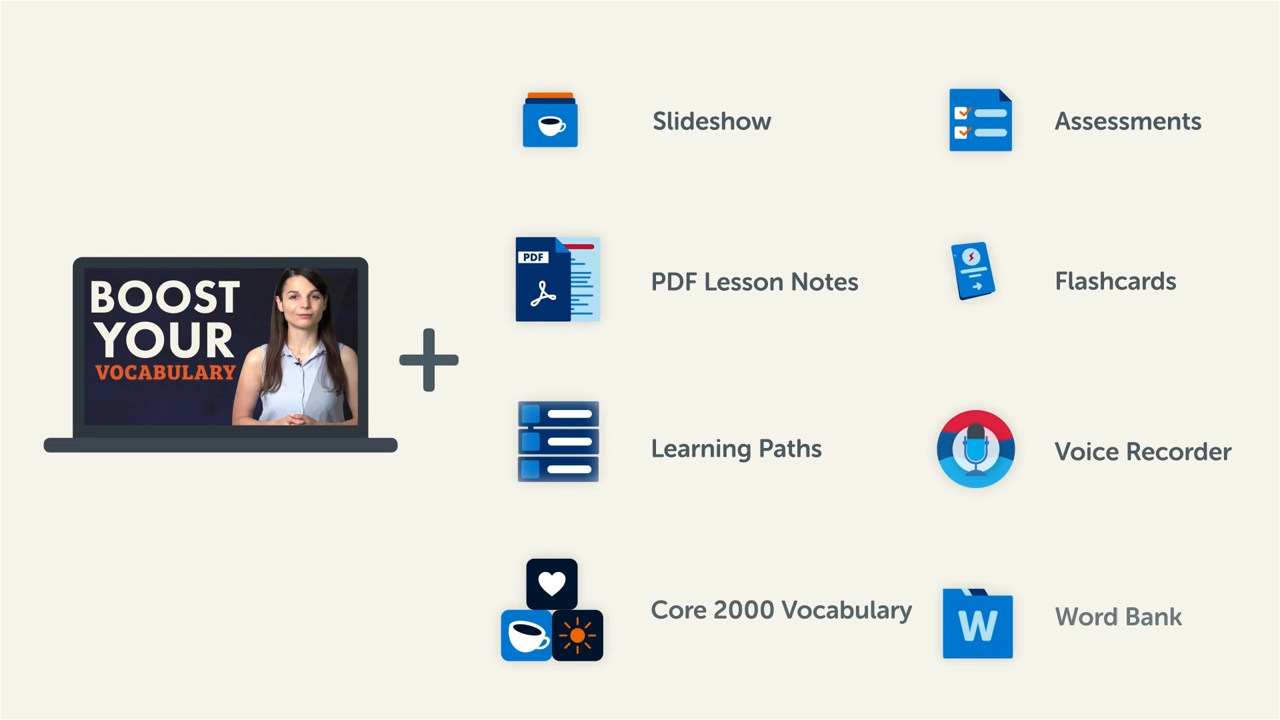 BOOST
YOUR
VOCABULARY
Slideshow
Assessments
PDF
PDF Lesson Notes
Flashcards
Learning Paths
Voice Recorder
Core 2000 Vocabulary
W
Word Bank